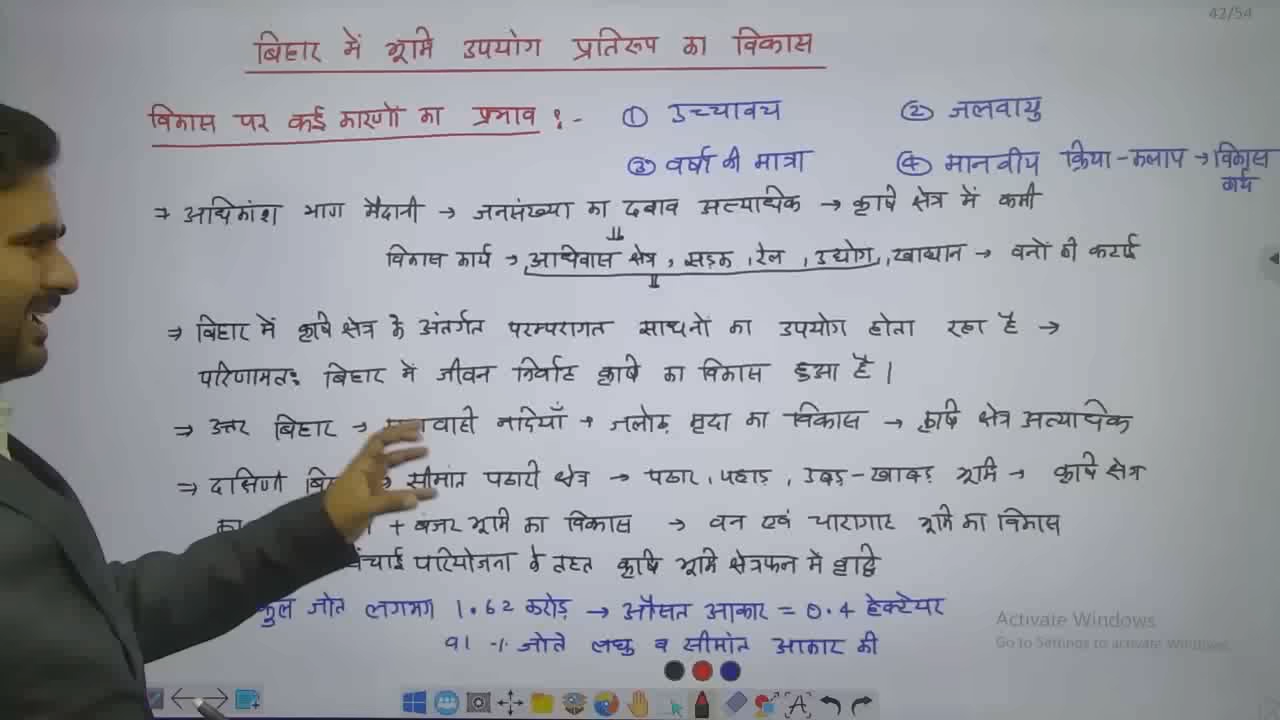 42/54
बिहार में भूमि उपयोग प्रतिरूप का विकास
विकास पर कई कारणों का प्रभाव :- ① उच्चावच ② जलवायु
③ वर्षा की मात्रा ④ मानवीय क्रिया-कलाप → विकास कार्य
⇒ अधिकांश भाग मैदानी → जनसंख्या का दबाव अत्यधिक → कृषि क्षेत्र में कमी
विकास कार्य → अधिवास क्षेत्र, सड़क, रेल, उद्योग, खाद्यान → वनों की कटाई
⇒ बिहार में कृषि क्षेत्र के अंतर्गत परम्परागत साधनों का उपयोग होता रहा है →
परिणामतः बिहार में जीवन निर्वाह कृषि का विकास हुआ है।
⇒ उत्तर बिहार → नदियाँ → जलोढ़ मृदा का विकास → कृषि क्षेत्र अत्यधिक
⇒ दक्षिणी सीमांत पठारी क्षेत्र → पठार, पहाड़, उबड़-खाबड़ भूमि → कृषि क्षेत्र
का + बंजर भूमि का विकास → वन एवं चारागाह भूमि का विकास
परियोजना के तहत कृषि भूमि क्षेत्रफल में वृद्धि
कुल जोत लगभग 1.62 करोड़ → औसत आकार = 0.4 हेक्टेयर
91 % जोते लघु व सीमांत आकार की
Activate Windows
Go to Settings to activate Windows.